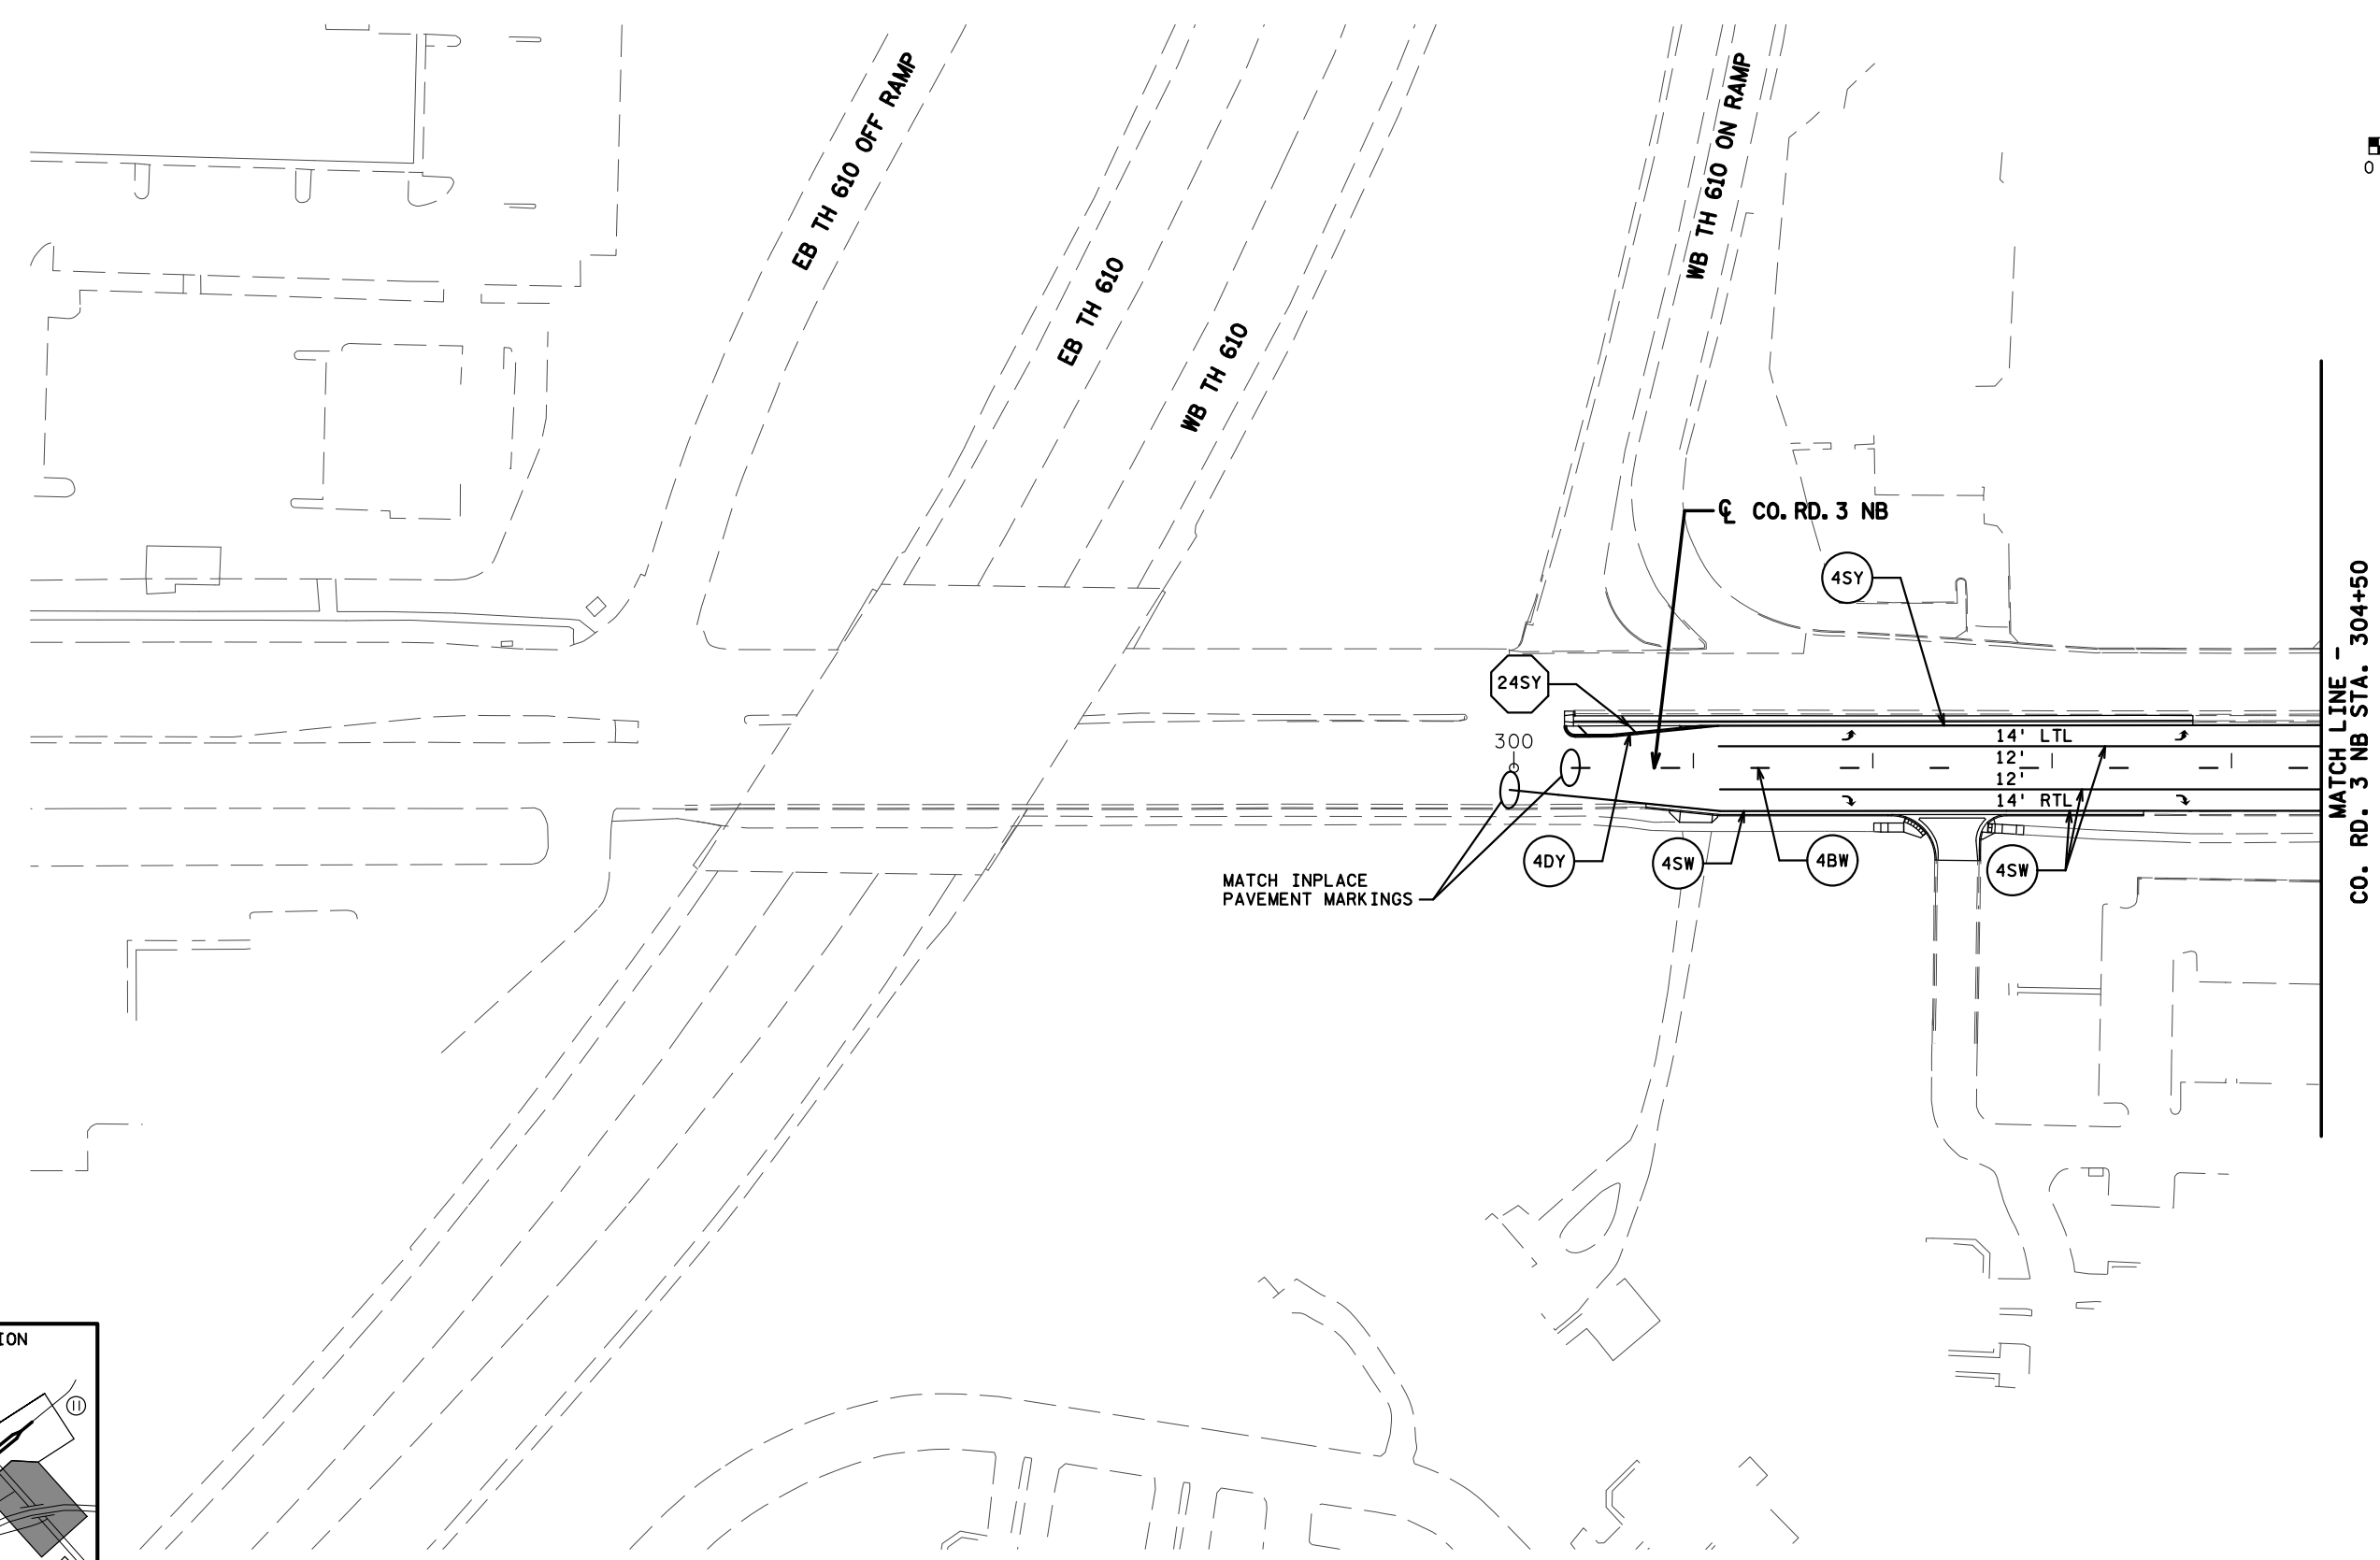 EB TH 610 OFF RAMP
EB TH 610
WB TH 610
WB TH 610 ON RAMP
0
℄ CO. RD. 3 NB
4SY
24SY
300
14' LTL
12'
12'
14' RTL
MATCH LINE -
CO. RD. 3 NB STA. 304+50
4DY
4SW
4BW
4SW
MATCH INPLACE
PAVEMENT MARKINGS
11